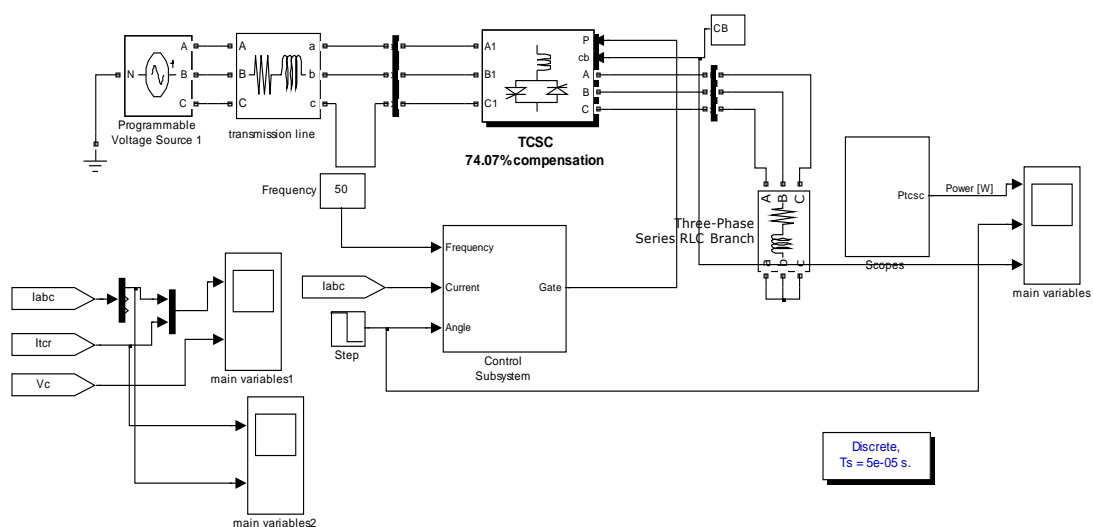 CB
A
B
C
N
Programmable
Voltage Source 1
A
B
C
a
b
c
transmission line
A1
B1
C1
P
cb
A
B
C
TCSC
74.07% compensation
Frequency
50
A B C
Three-Phase
Series RLC Branch
a b c
Ptcsc
Scopes
Power [W]
main variables
Frequency
Current
Angle
Gate
Control
Subsystem
Iabc
Step
Iabc
Itcr
Vc
main variables1
main variables2
Discrete,
Ts = 5e-05 s.